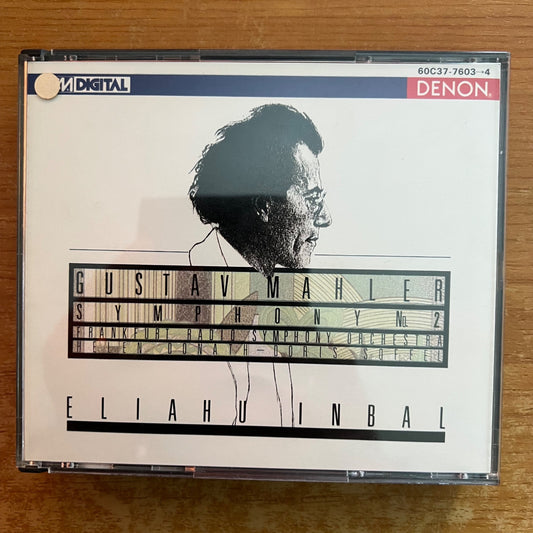 60C37-7603→4
M DIGITAL
DENON
GUSTAV MAHLER
SYMPHONY No. 2
FRANKFURT RADIO SYMPHONY ORCHESTRA
HELEN DONATH – DORIS SOFFEL
ELIAHU INBAL